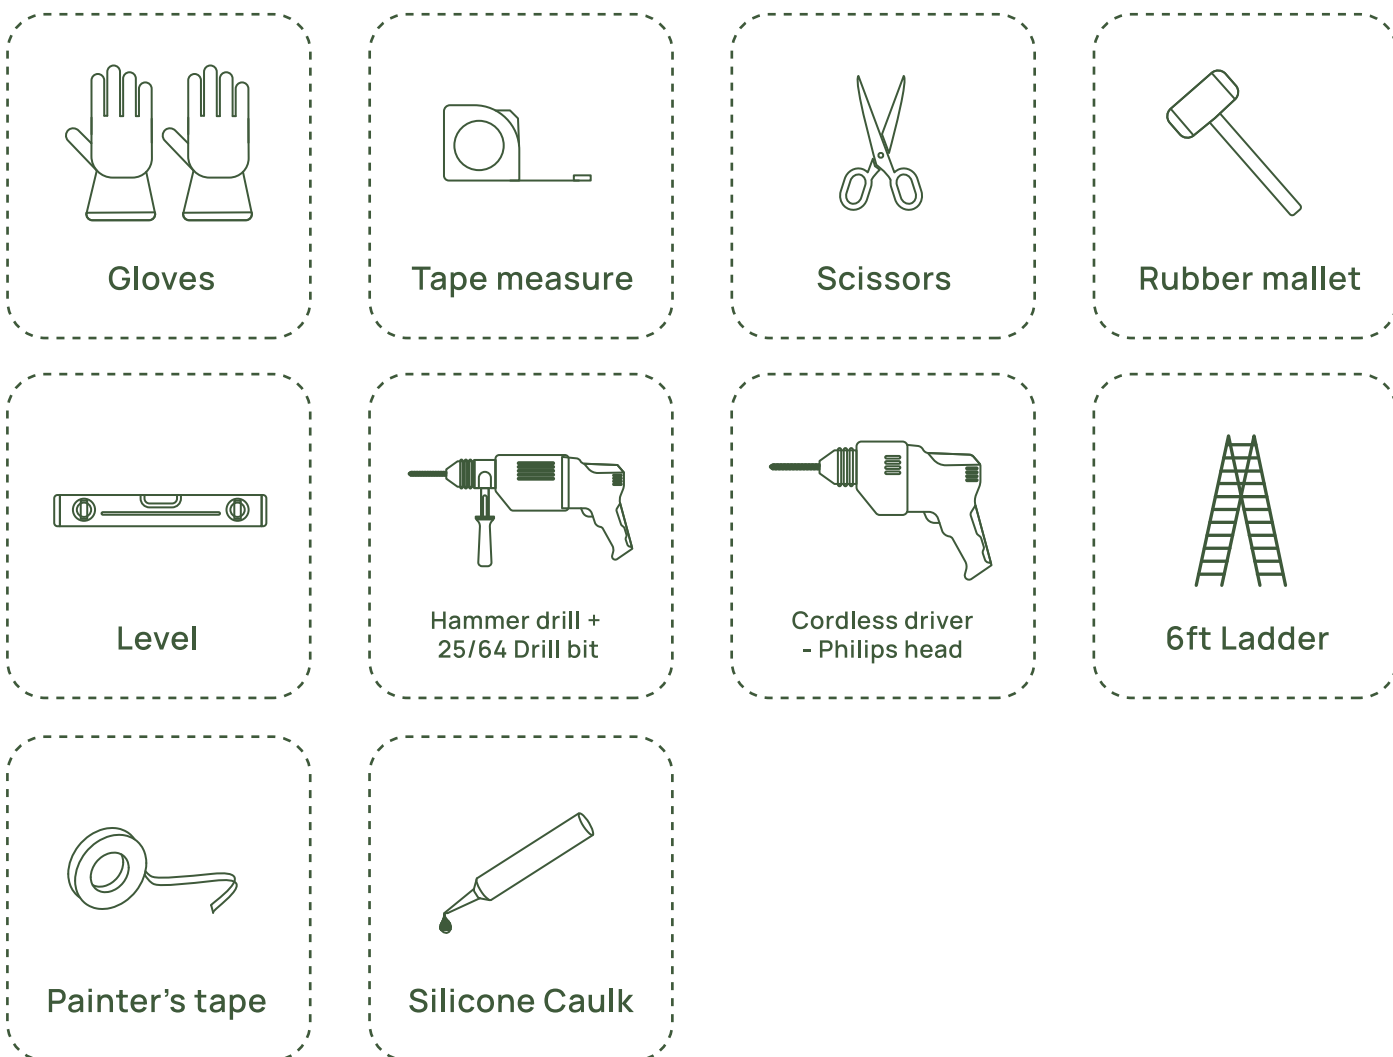 Gloves
Tape measure
Scissors
Rubber mallet
Level
Hammer drill +
25/64 Drill bit
Cordless driver
- Philips head
6ft Ladder
Painter's tape
Silicone Caulk